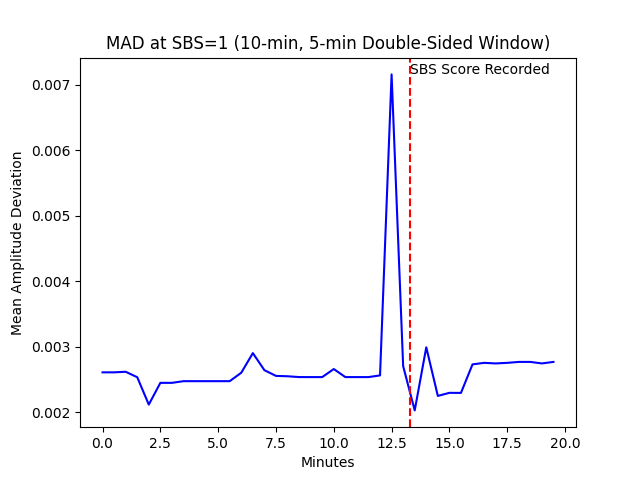 MAD at SBS=1 (10-min, 5-min Double-Sided Window)
SBS Score Recorded
Mean Amplitude Deviation
0.007
0.006
0.005
0.004
0.003
0.002
0.0 2.5 5.0 7.5 10.0 12.5 15.0 17.5 20.0
Minutes